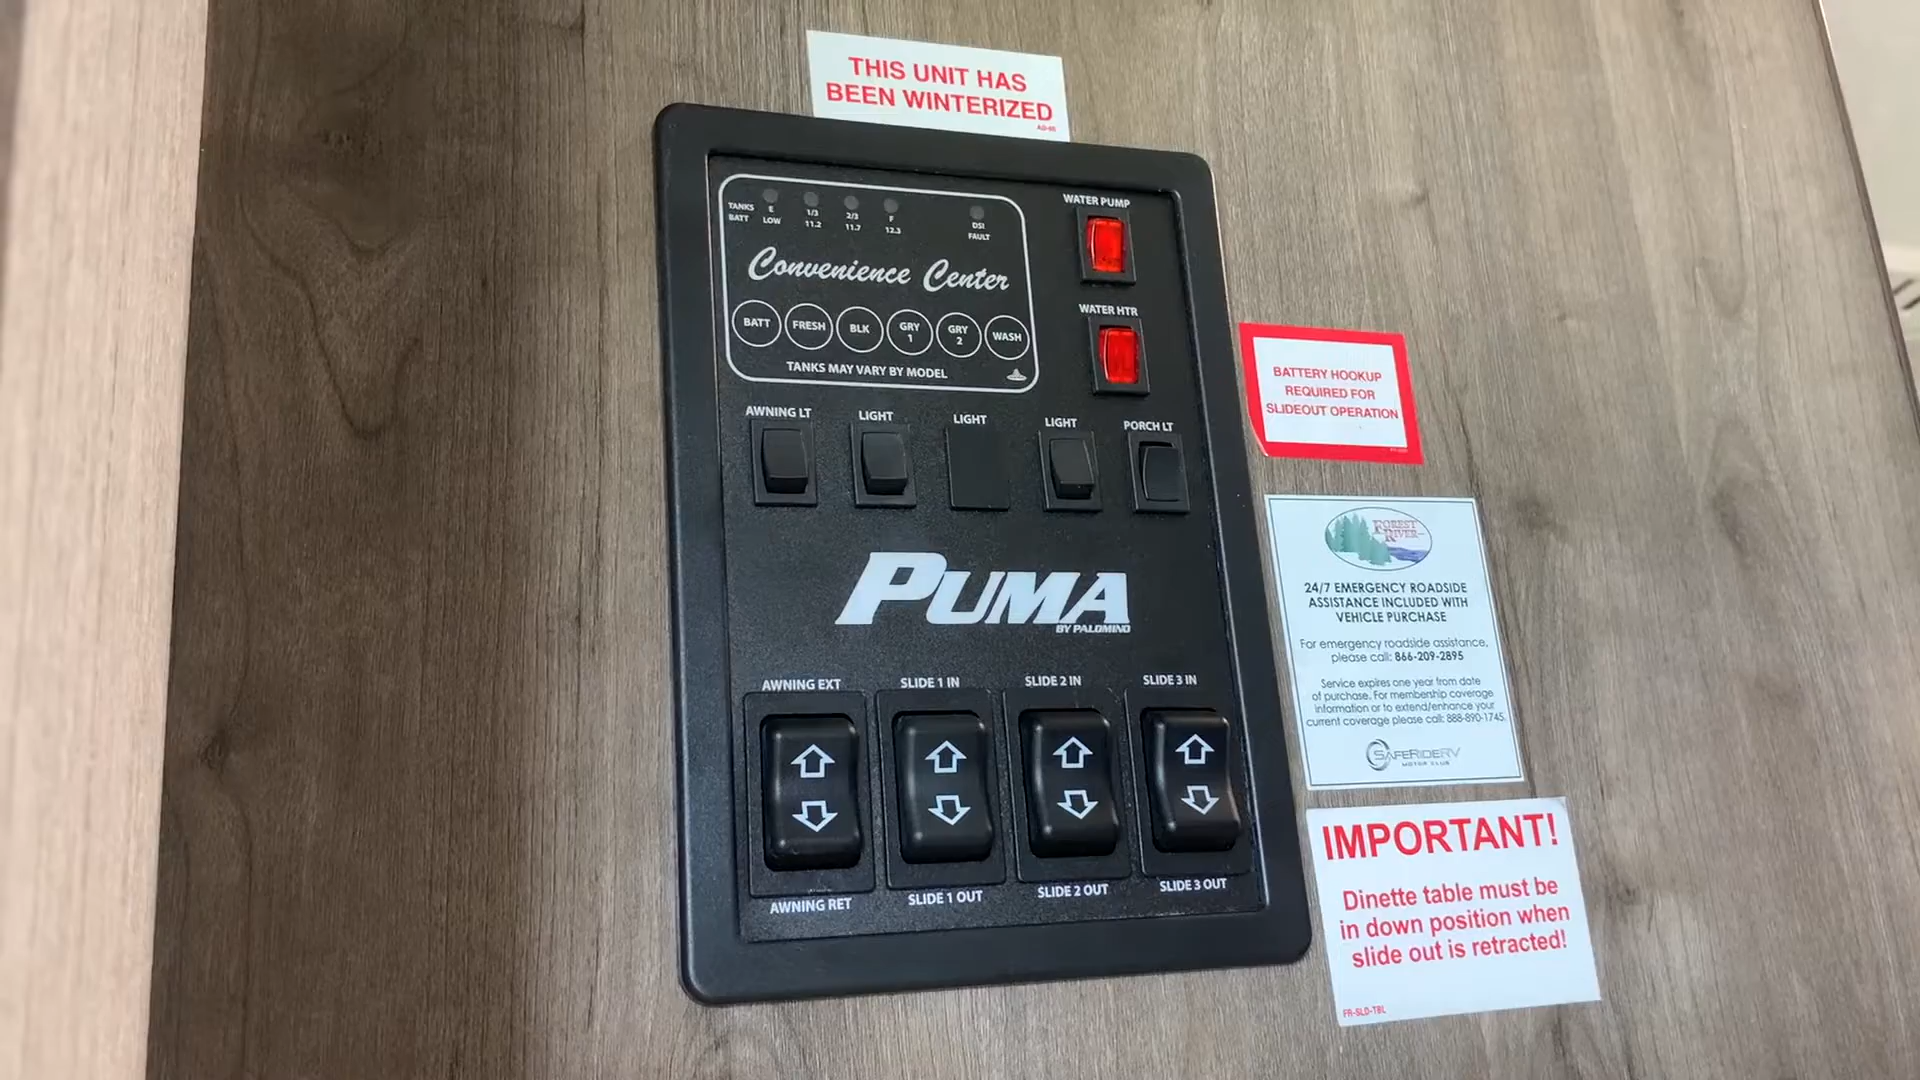 THIS UNIT HAS
BEEN WINTERIZED
AD-86
TANKS E 1/3 2/3 F
BATT LOW 11.2 11.7 12.3
DSI
FAULT
Convenience Center
BATT FRESH BLK GRY 1 GRY 2 WASH
TANKS MAY VARY BY MODEL
WATER PUMP
WATER HTR
AWNING LT LIGHT LIGHT LIGHT PORCH LT
PUMA
BY PALOMINO
AWNING EXT SLIDE 1 IN SLIDE 2 IN SLIDE 3 IN
AWNING RET SLIDE 1 OUT SLIDE 2 OUT SLIDE 3 OUT
BATTERY HOOKUP
REQUIRED FOR
SLIDEOUT OPERATION
FOREST
RIVER
24/7 EMERGENCY ROADSIDE
ASSISTANCE INCLUDED WITH
VEHICLE PURCHASE
For emergency roadside assistance,
please call: 866-209-2895
Service expires one year from date
of purchase. For membership coverage
information or to extend/enhance your
current coverage please call: 888-890-1745.
SAFERIDERV
MOTOR CLUB
IMPORTANT!
Dinette table must be
in down position when
slide out is retracted!
FR-SLD-TBL